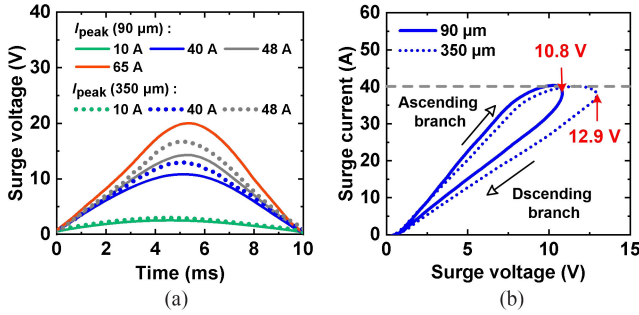 (a)
I_peak (90 μm) :
10 A 40 A 48 A
65 A
I_peak (350 μm) :
10 A 40 A 48 A
Surge voltage (V)
40
30
20
10
0
0 2 4 6 8 10
Time (ms)
(a)
(b)
90 μm
350 μm
10.8 V
12.9 V
Ascending
branch
Dscending
branch
Surge current (A)
60
50
40
30
20
10
0
0 5 10 15
Surge voltage (V)
(b)